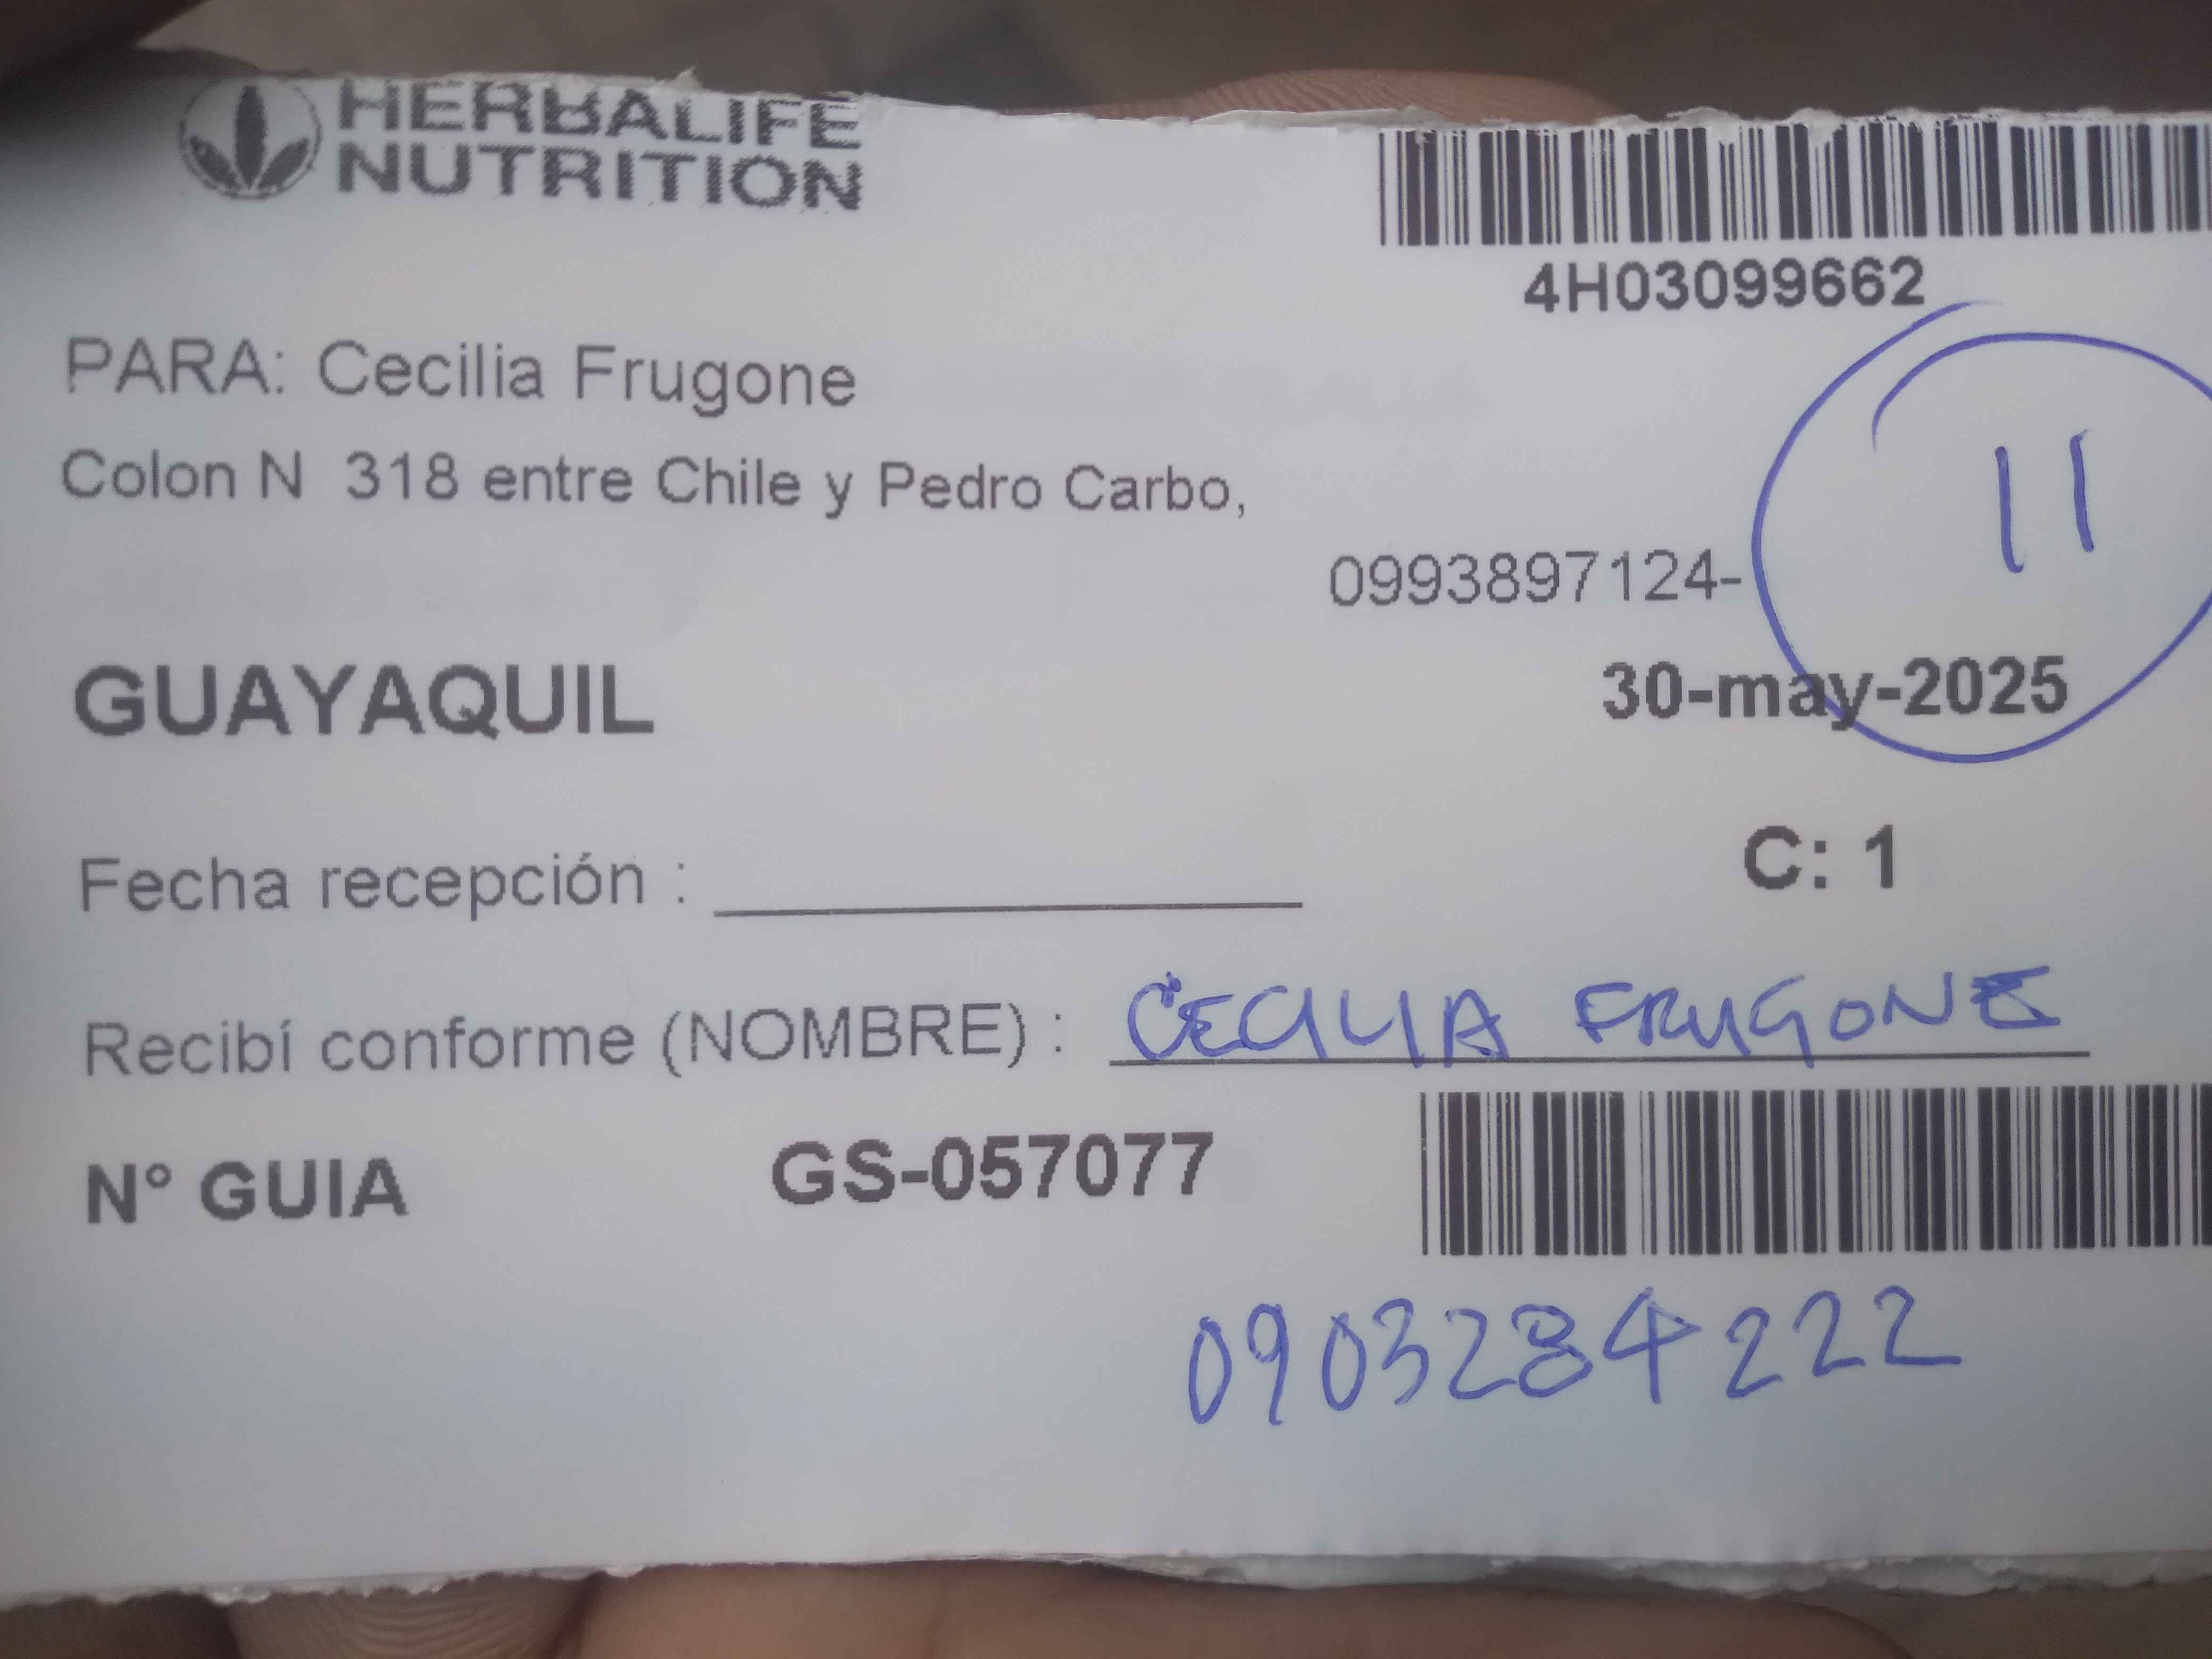 HERBALIFE
NUTRITION
4H03099662
PARA: Cecilia Frugone
Colon N 318 entre Chile y Pedro Carbo,
11
0993897124-
GUAYAQUIL
30-may-2025
C: 1
Fecha recepción :
Recibí conforme (NOMBRE) : CECILIA FRUGONE
N° GUIA GS-057077
0903284222